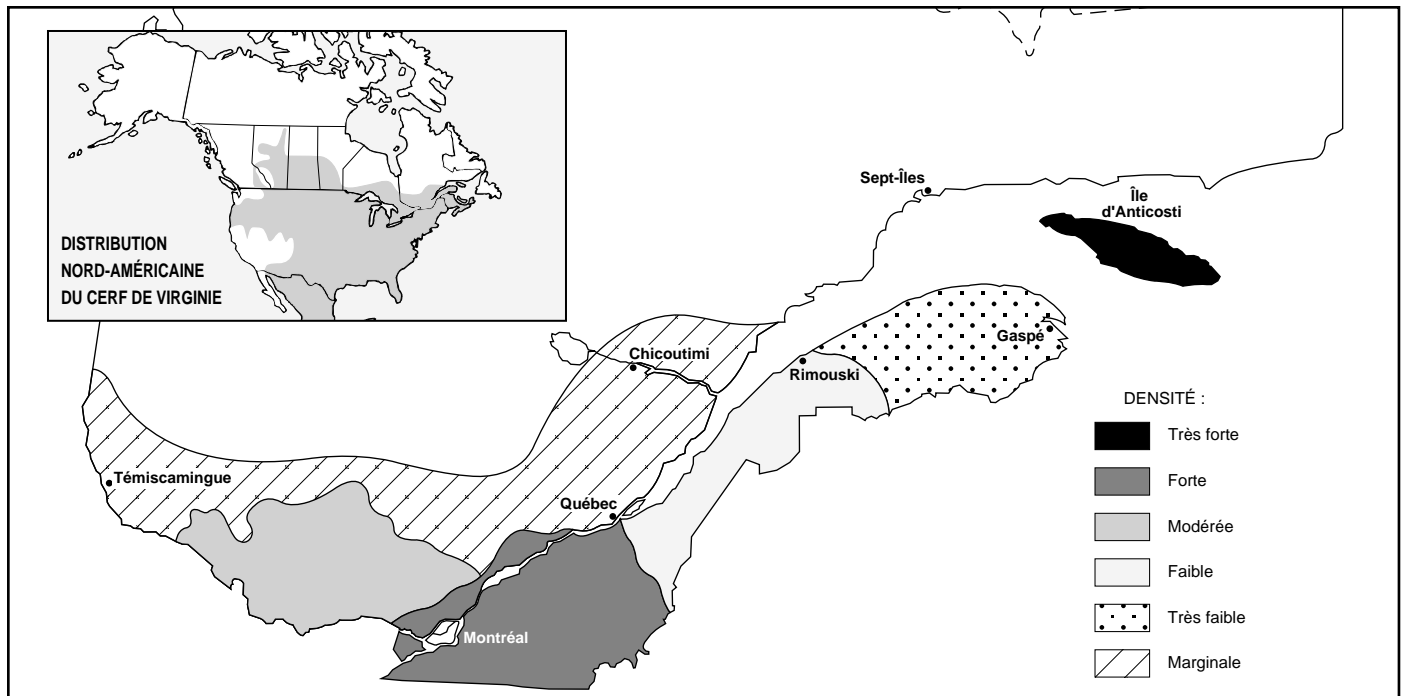 DISTRIBUTION
NORD-AMÉRICAINE
DU CERF DE VIRGINIE
Sept-Îles
Île
d'Anticosti
Chicoutimi
Gaspé
Rimouski
Témiscamingue
Québec
Montréal
DENSITÉ :
Très forte
Forte
Modérée
Faible
Très faible
Marginale